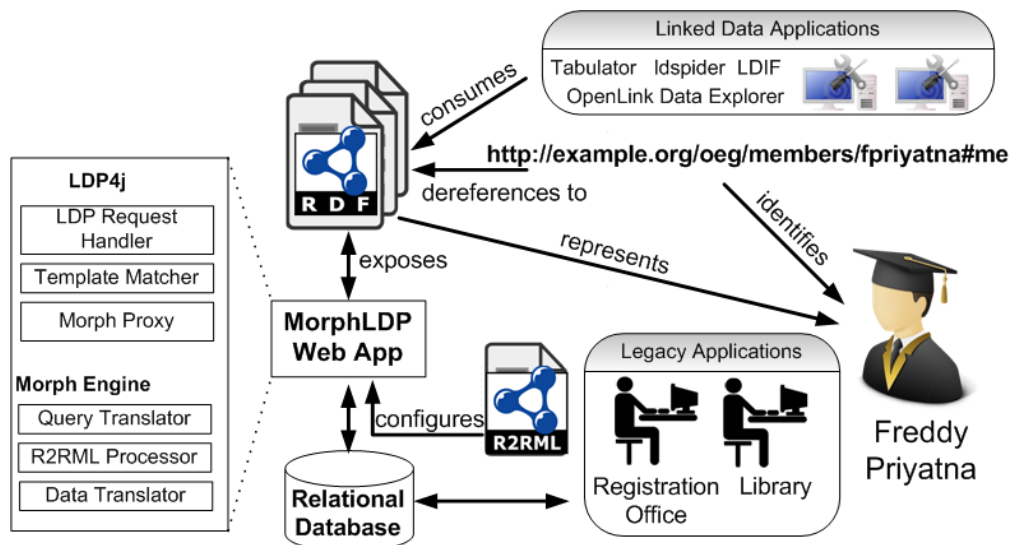 Linked Data Applications
Tabulator ldspider LDIF
OpenLink Data Explorer
consumes
http://example.org/oeg/members/fpriyatna#me
dereferences to
R D F
identifies
represents
exposes
LDP4j
LDP Request
Handler
Template Matcher
Morph Proxy
Morph Engine
Query Translator
R2RML Processor
Data Translator
MorphLDP
Web App
configures
R2RML
Relational
Database
Legacy Applications
Registration
Office
Library
Freddy
Priyatna